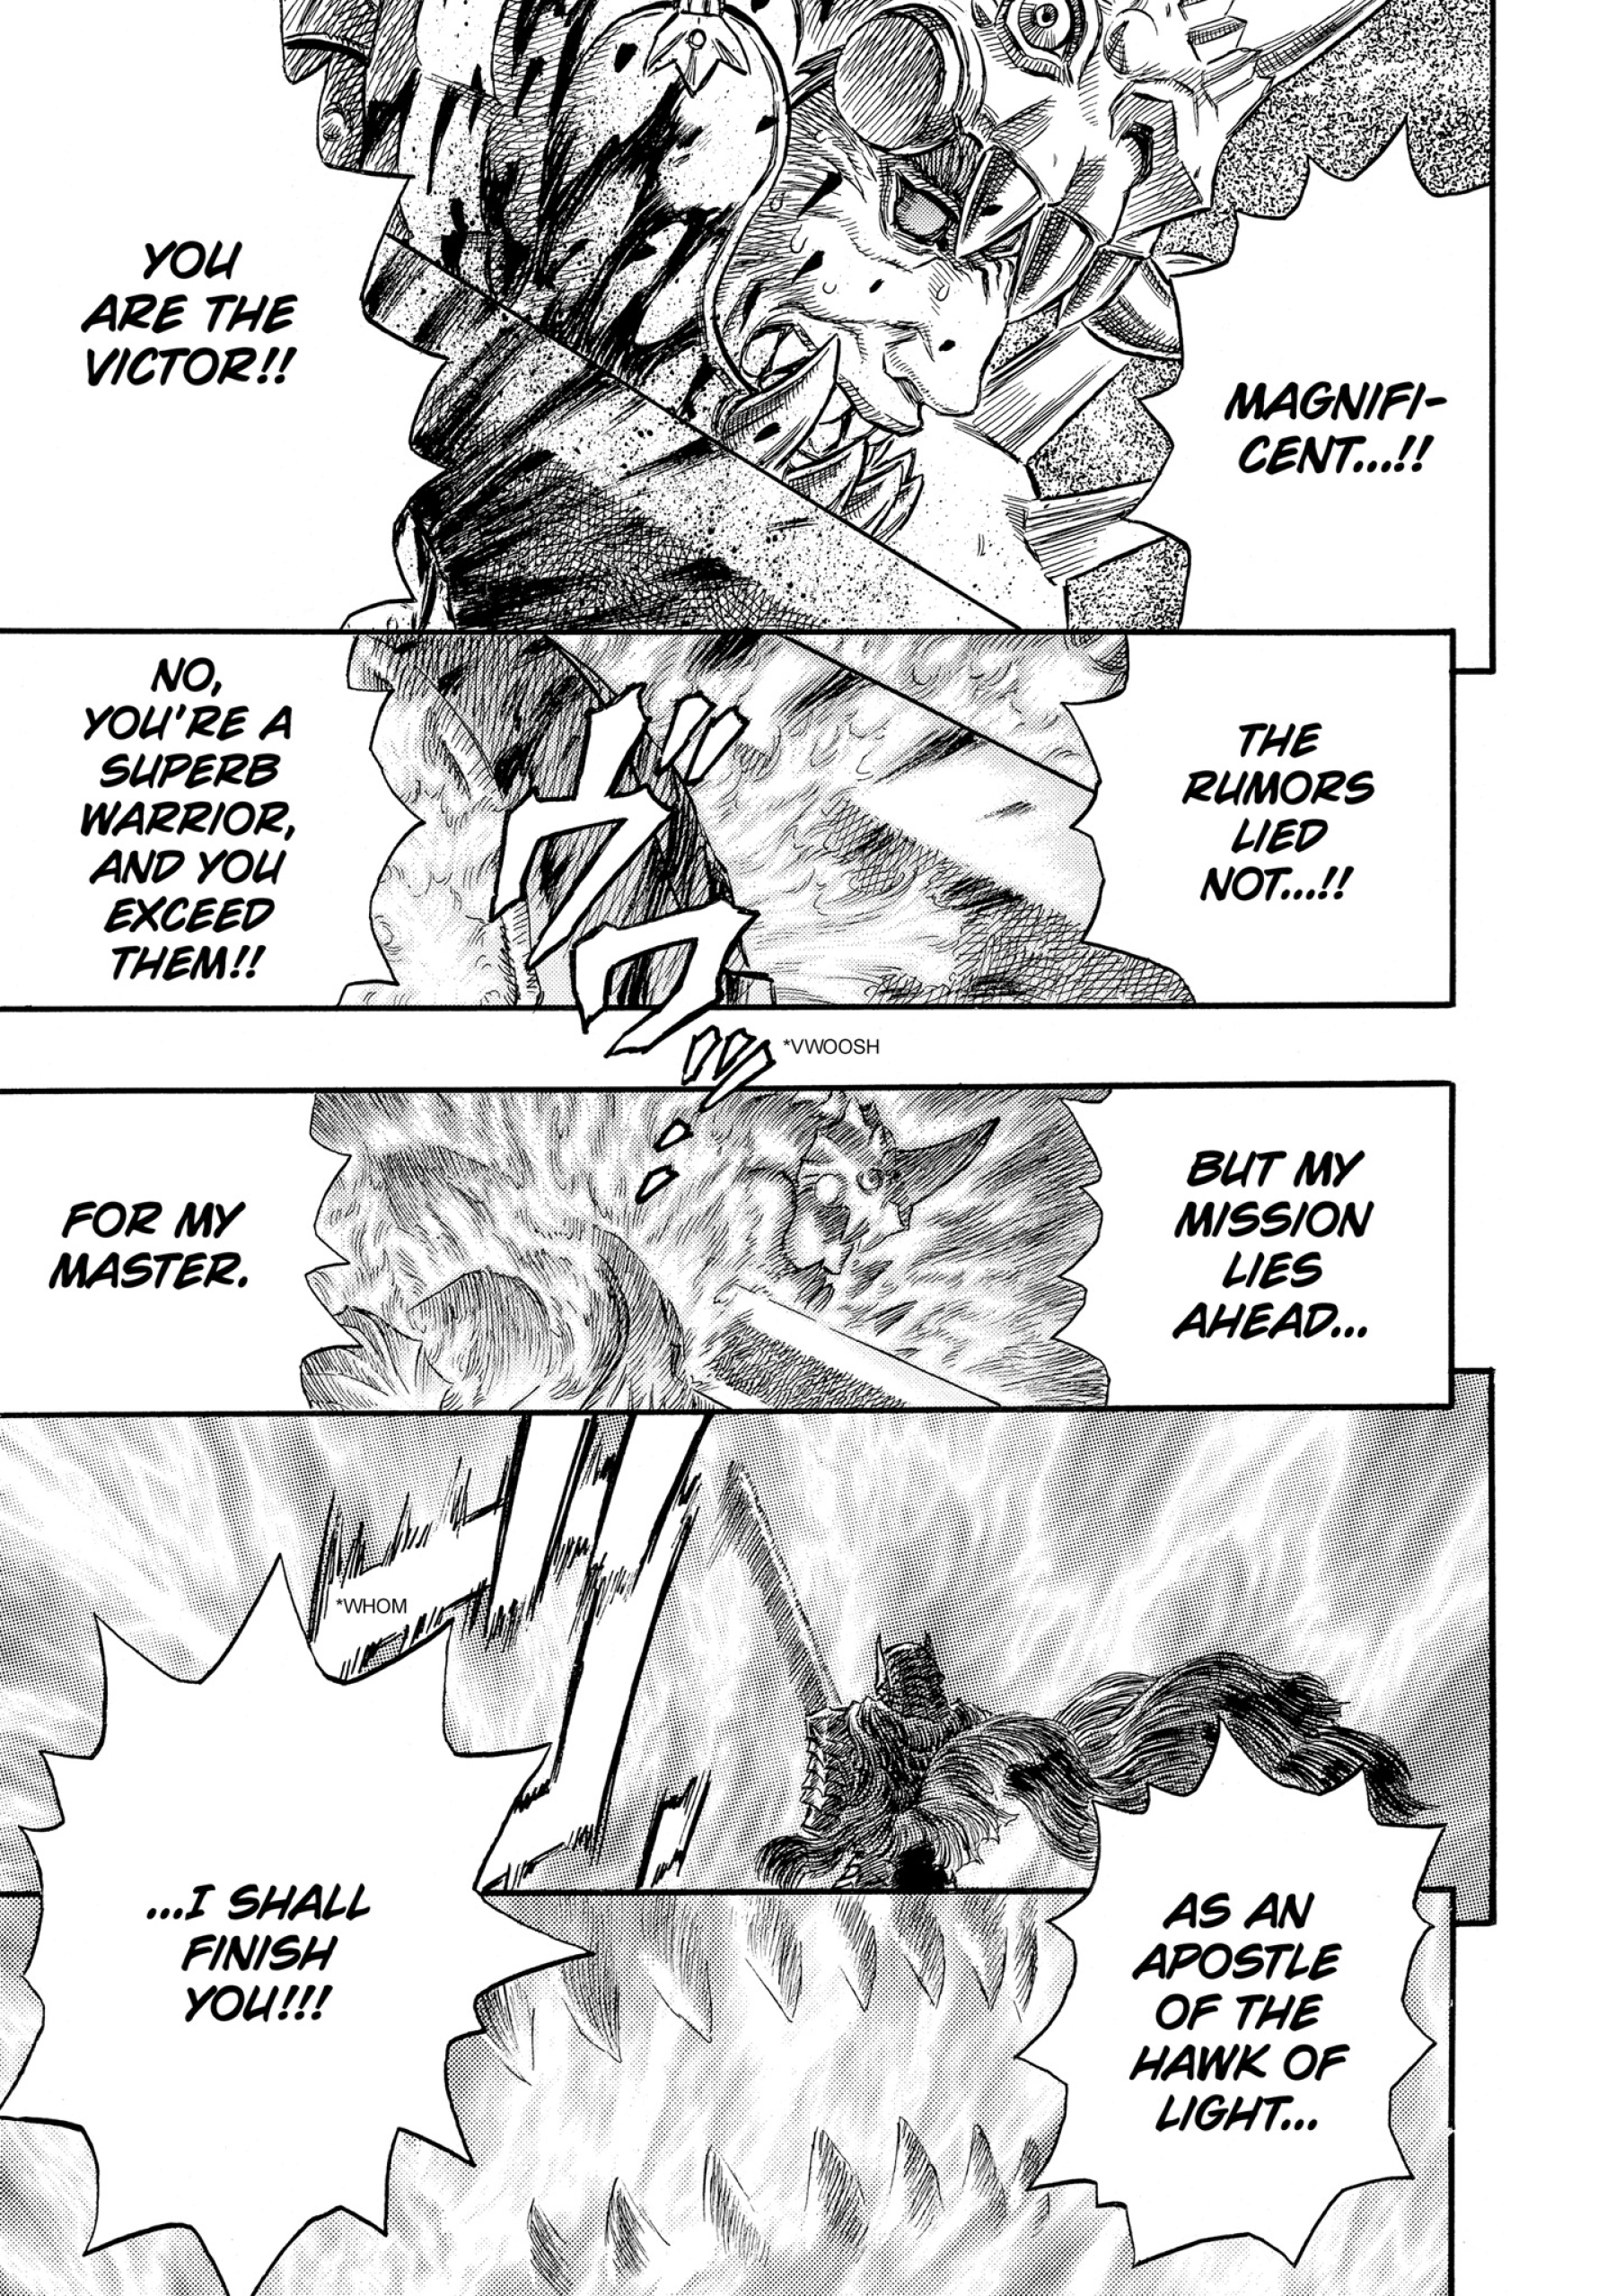 MAGNIFI-
CENT...!!
YOU
ARE THE
VICTOR!!
THE
RUMORS
LIED
NOT...!!
NO,
YOU'RE A
SUPERB
WARRIOR,
AND YOU
EXCEED
THEM!!
*VWOOSH
BUT MY
MISSION
LIES
AHEAD...
FOR MY
MASTER.
*WHOM
AS AN
APOSTLE
OF THE
HAWK OF
LIGHT...
...I SHALL
FINISH
YOU!!!